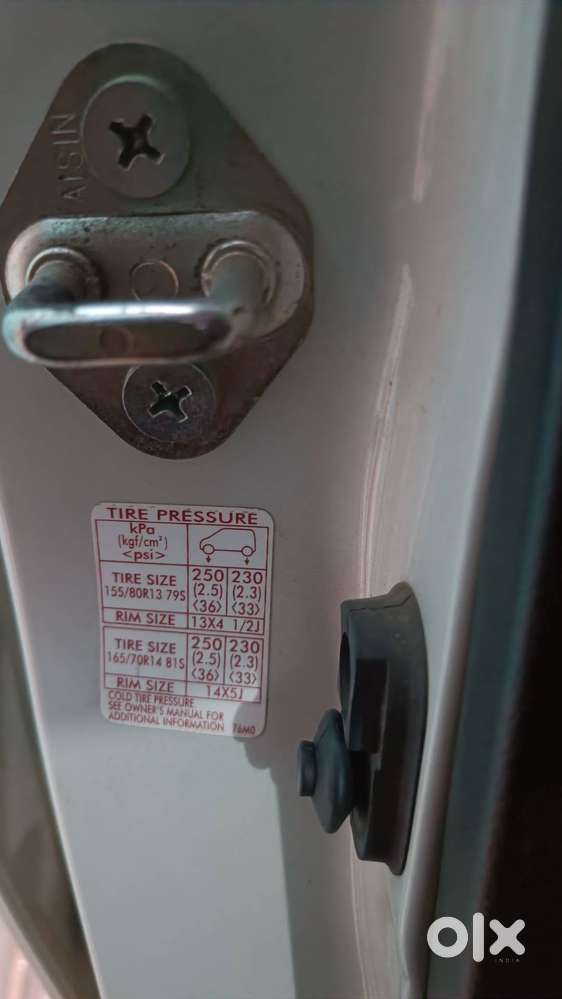 AISIN
TIRE PRESSURE
kPa
(kgf/cm²)
<psi>
TIRE SIZE 250 230
155/80R13 79S (2.5) (2.3)
<36> <33>
RIM SIZE 13X4 1/2J
TIRE SIZE 250 230
165/70R14 81S (2.5) (2.3)
<36> <33>
RIM SIZE 14X5J
COLD TIRE PRESSURE
SEE OWNER'S MANUAL FOR
ADDITIONAL INFORMATION 76M0
olx
INDIA